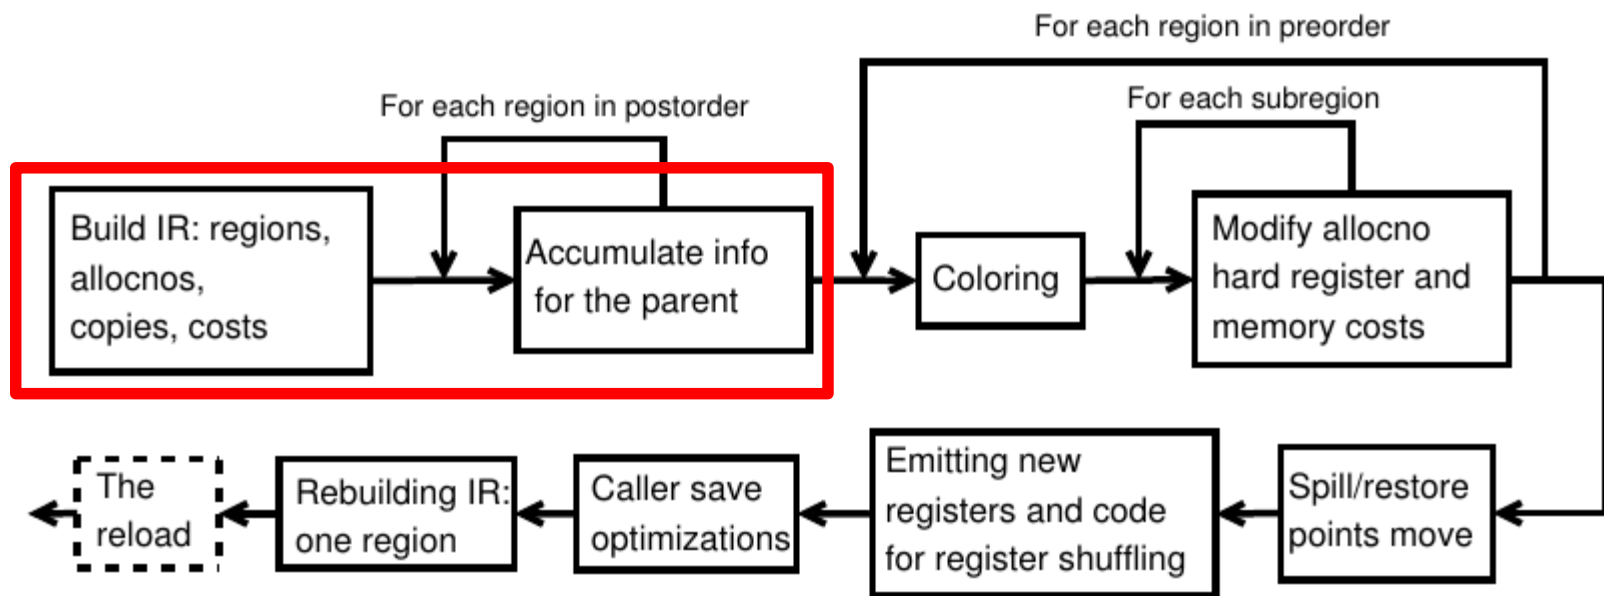 For each region in preorder
For each region in postorder
For each subregion
Build IR: regions,
allocnos,
copies, costs
Accumulate info
for the parent
Coloring
Modify allocno
hard register and
memory costs
The
reload
Rebuilding IR:
one region
Caller save
optimizations
Emitting new
registers and code
for register shuffling
Spill/restore
points move